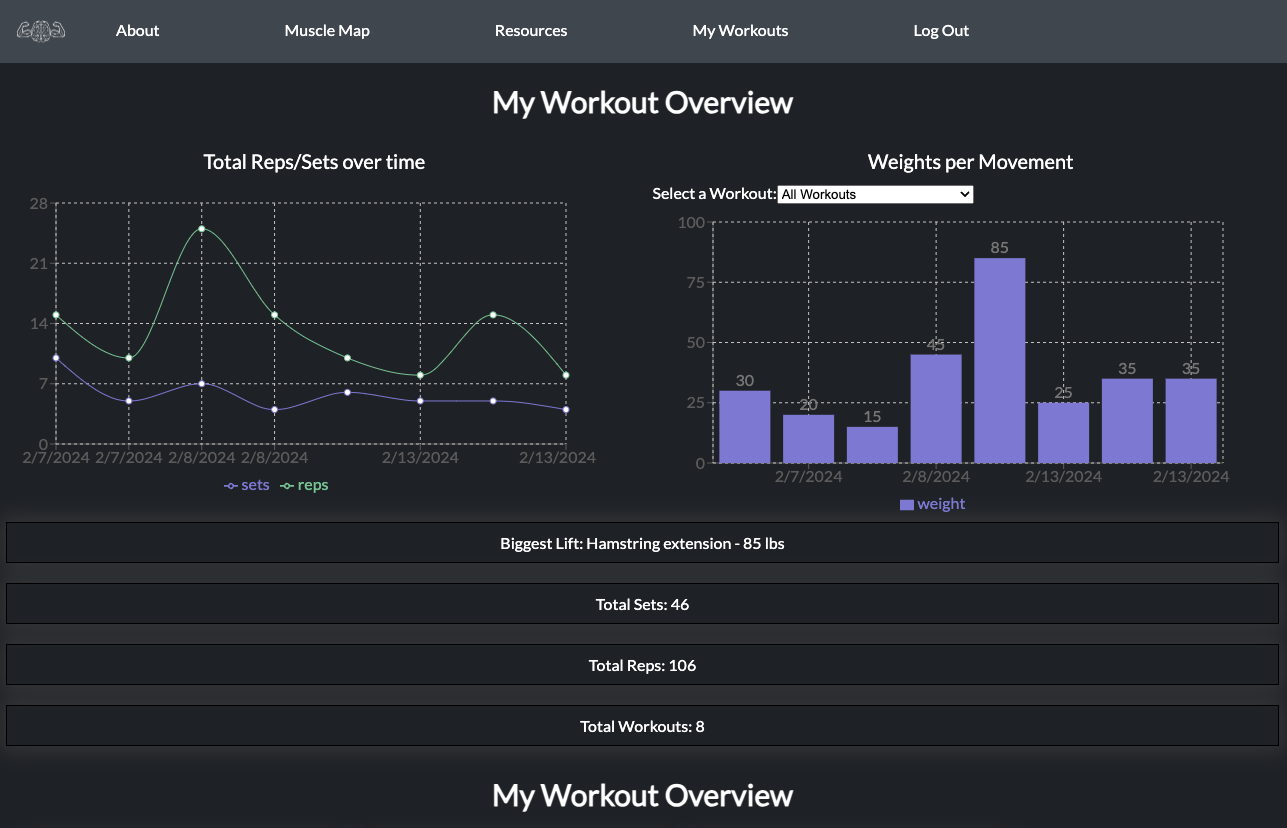 About Muscle Map Resources My Workouts Log Out
My Workout Overview
Total Reps/Sets over time
28
21
14
7
0
2/7/2024 2/7/2024 2/8/2024 2/8/2024 2/13/2024 2/13/2024
sets reps
Weights per Movement
Select a Workout: All Workouts
100
75
50
25
0
30 20 15 45 85 25 35 35
2/7/2024 2/8/2024 2/13/2024 2/13/2024
weight
Biggest Lift: Hamstring extension - 85 lbs
Total Sets: 46
Total Reps: 106
Total Workouts: 8
My Workout Overview